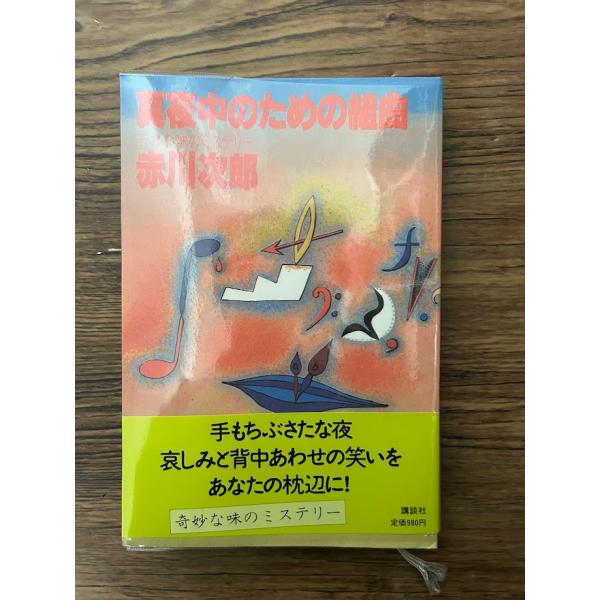 真夜中のための組曲
赤川次郎
手もちぶさたな夜
哀しみと背中あわせの笑いを
あなたの枕辺に!
奇妙な味のミステリー
講談社
定価980円